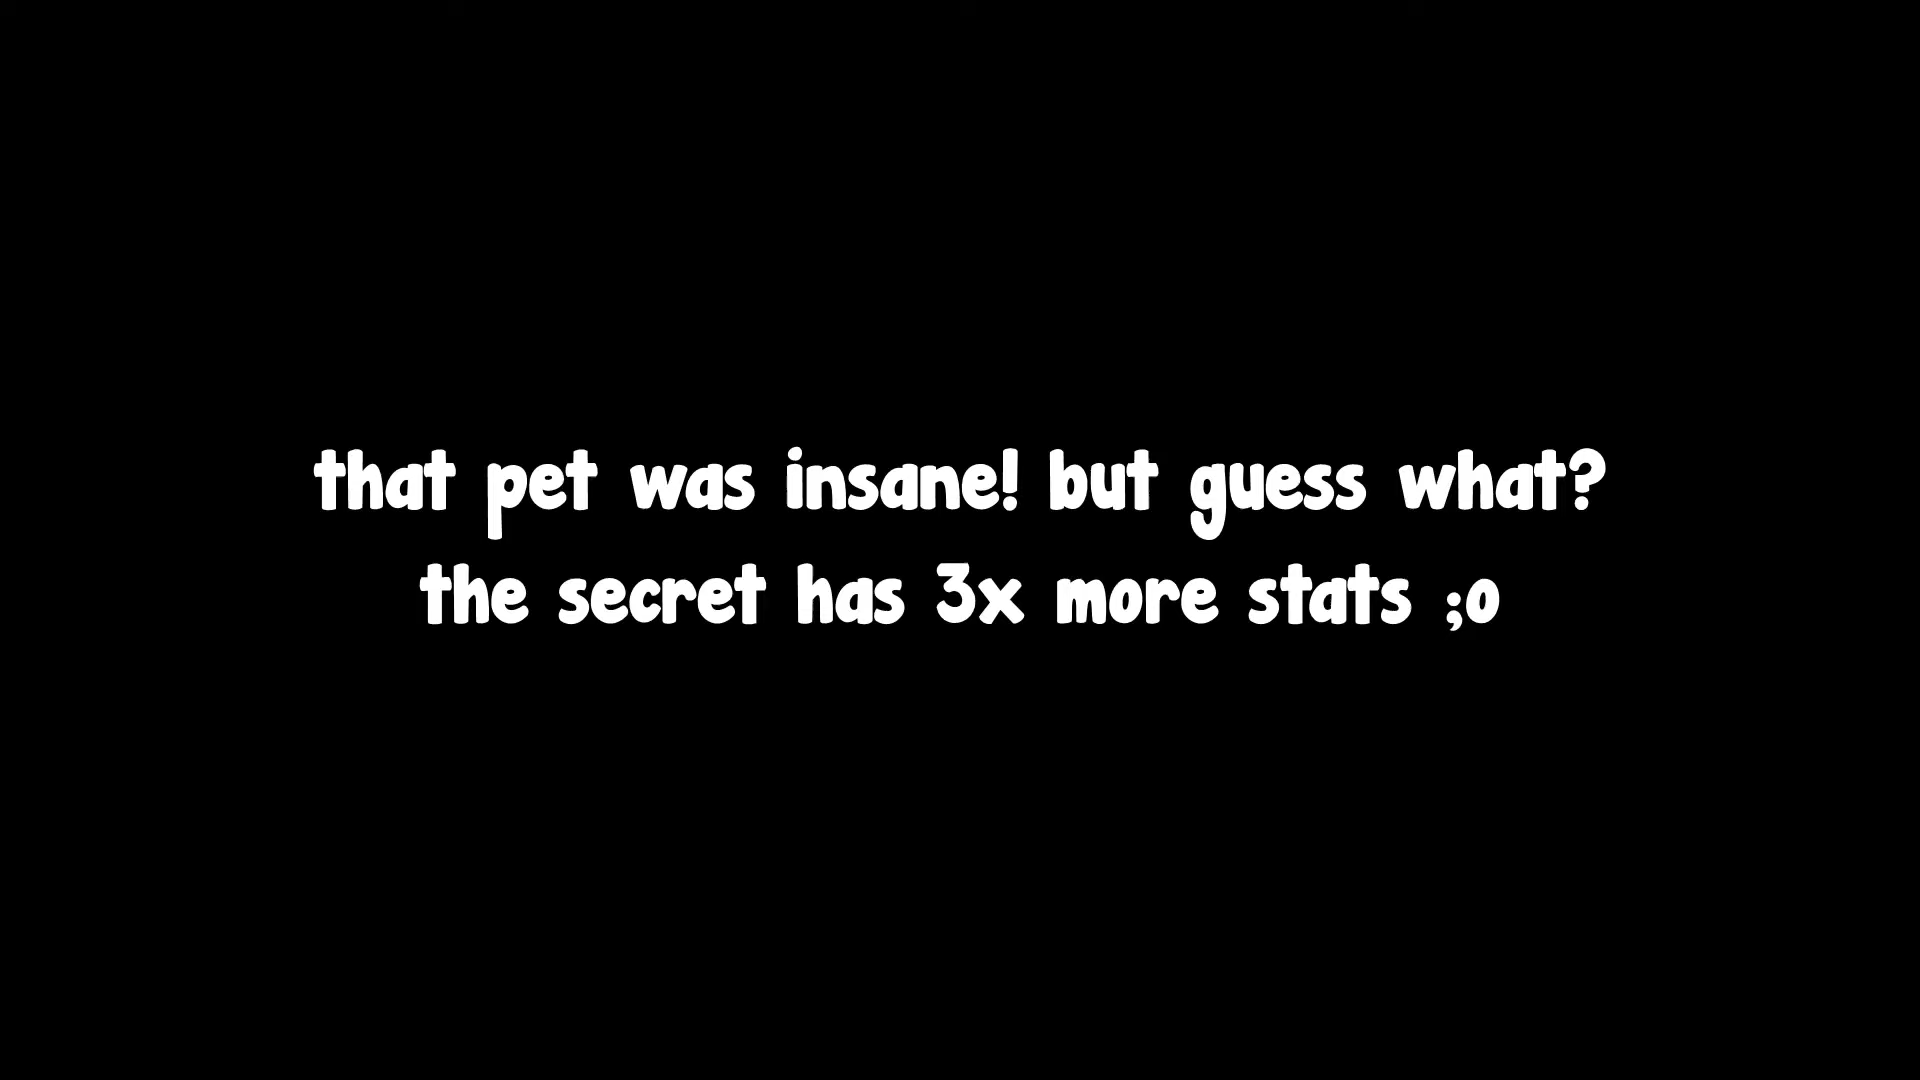 that pet was insane! but guess what?
the secret has 3x more stats ;o